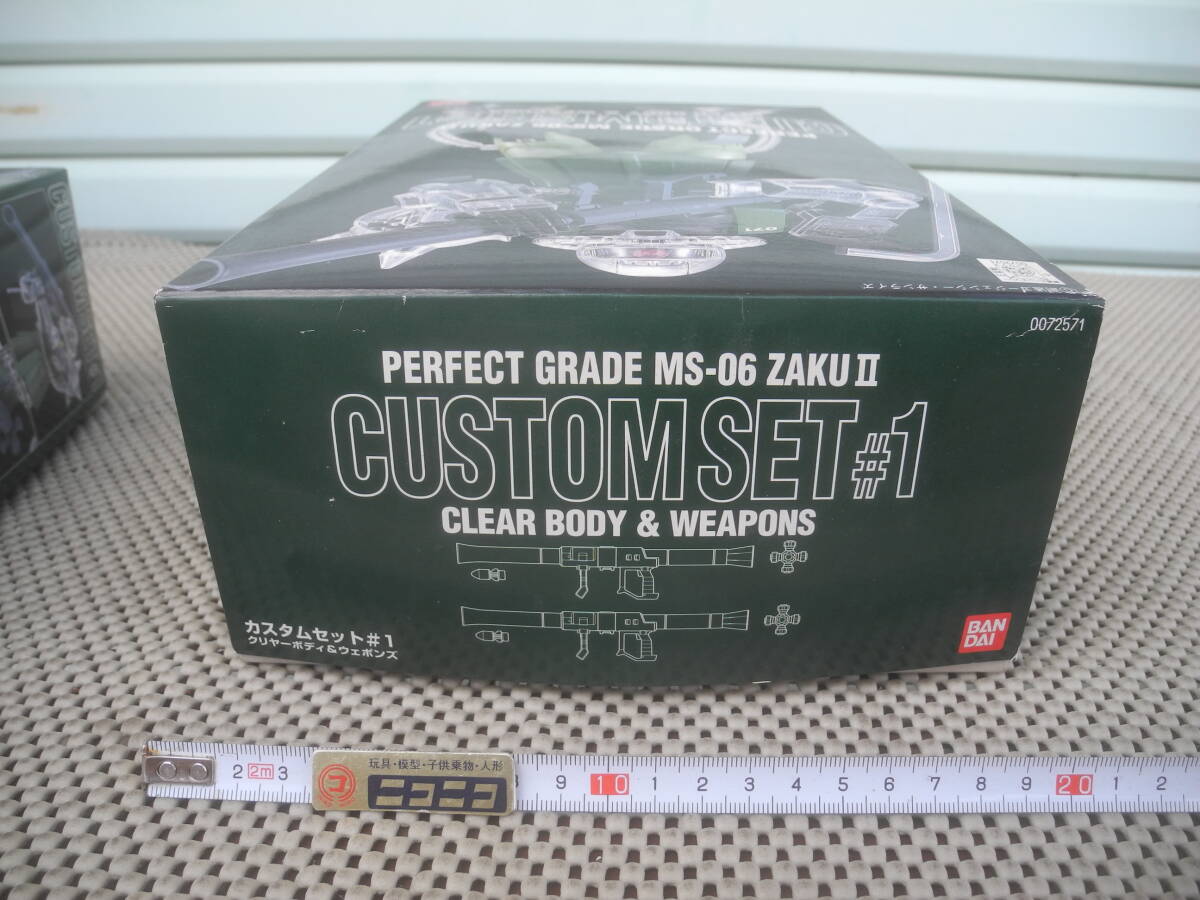 0072571
PERFECT GRADE MS-06 ZAKU II
CUSTOM SET #1
CLEAR BODY & WEAPONS
カスタムセット#1
クリヤーボディ&ウェポンズ
BAN
DAI
玩具・模型・子供乗物・人形
ニコニコ
2 2m 3 9 10 1 2 3 4 5 6 7 8 9 20 1 2